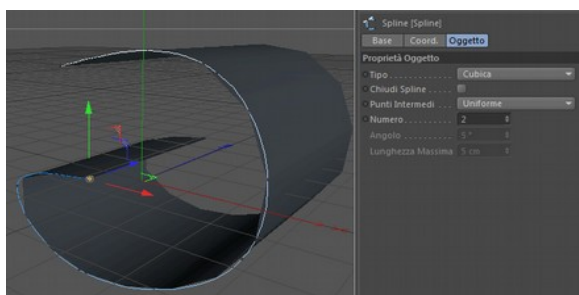 Spline [Spline]
Base Coord. Oggetto
Proprietà Oggetto
Tipo . . . . . . . . . . . Cubica
Chiudi Spline .
Punti Intermedi . . . Uniforme
Numero . . . . . . . . 2
Angolo . . . . . . . . . 5 °
Lunghezza Massima 5 cm